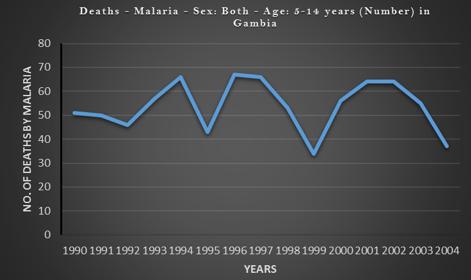 Deaths - Malaria - Sex: Both - Age: 5-14 years (Number) in
Gambia
80
70
60
50
40
30
20
10
0
NO. OF DEATHS BY MALARIA
1990 1991 1992 1993 1994 1995 1996 1997 1998 1999 2000 2001 2002 2003 2004
YEARS